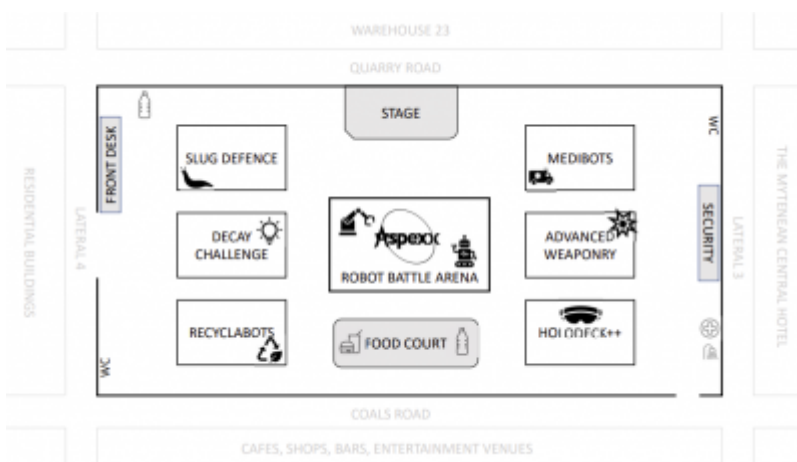 WAREHOUSE 23
QUARRY ROAD
STAGE
FRONT DESK
SLUG DEFENCE
MEDIBOTS
WC
RESIDENTIAL BUILDINGS
LATERAL 4
DECAY
CHALLENGE
Aspexx
ROBOT BATTLE ARENA
ADVANCED
WEAPONRY
SECURITY
LATERAL 3
THE MYTENEAN CENTRAL HOTEL
RECYCLABOTS
FOOD COURT
HOLODECK++
WC
COALS ROAD
CAFES, SHOPS, BARS, ENTERTAINMENT VENUES